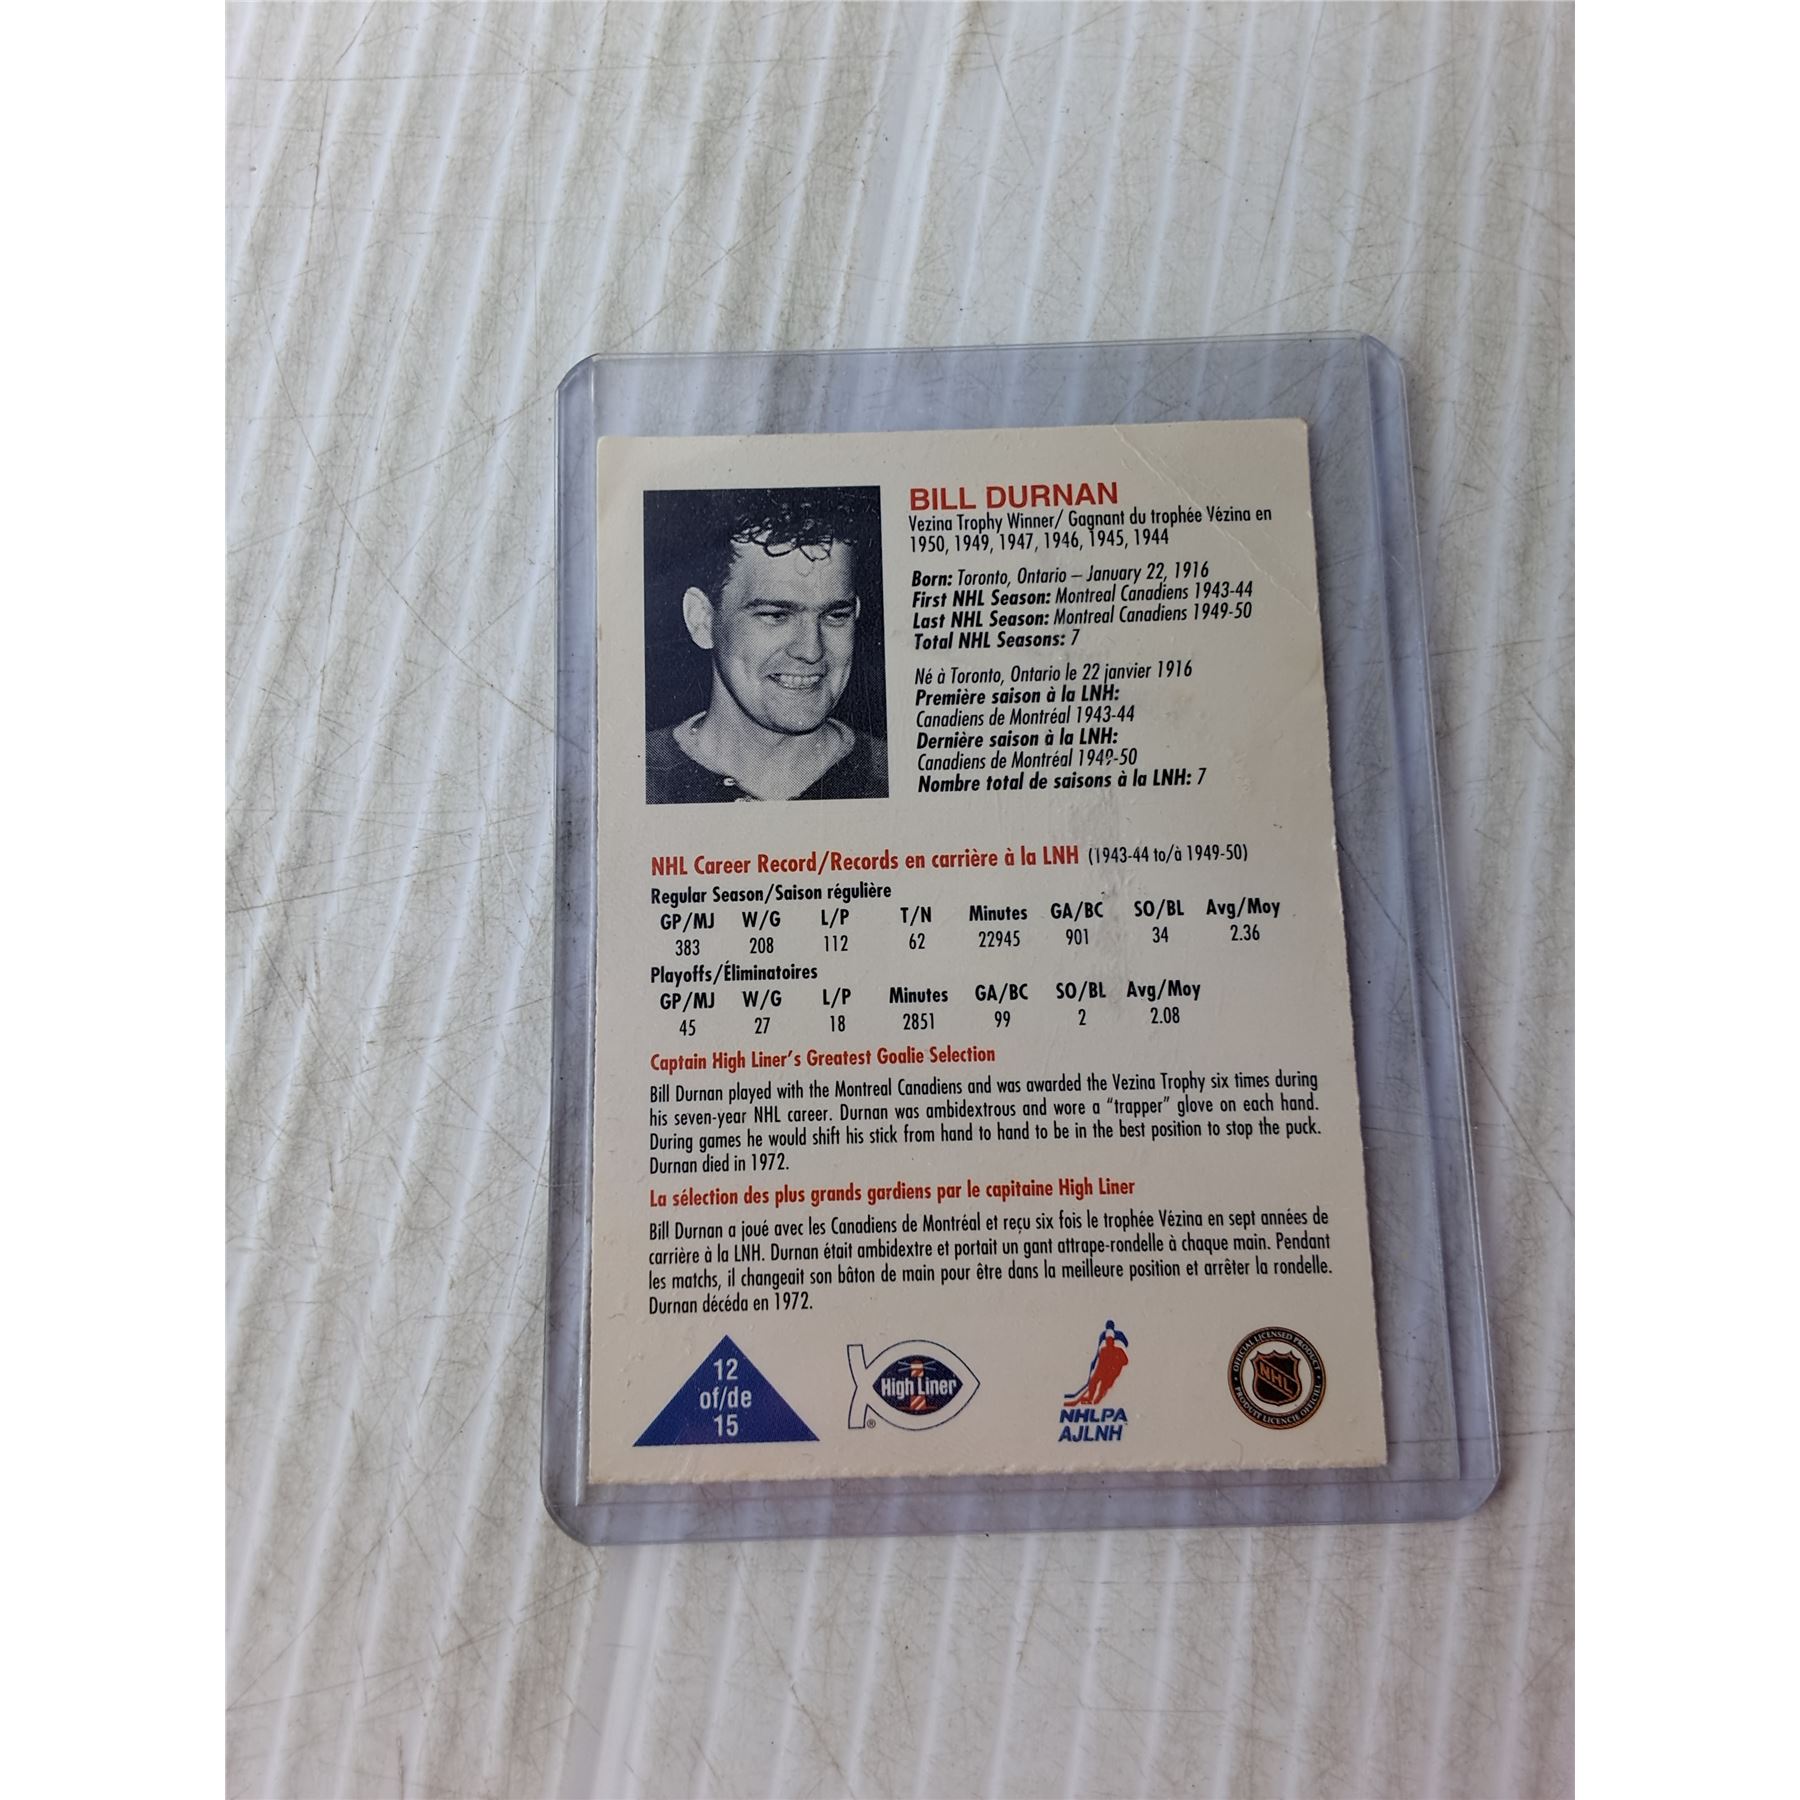 BILL DURNAN
Vezina Trophy Winner/ Gagnant du trophée Vézina en
1950, 1949, 1947, 1946, 1945, 1944
Born: Toronto, Ontario – January 22, 1916
First NHL Season: Montreal Canadiens 1943-44
Last NHL Season: Montreal Canadiens 1949-50
Total NHL Seasons: 7
Né à Toronto, Ontario le 22 janvier 1916
Première saison à la LNH:
Canadiens de Montréal 1943-44
Dernière saison à la LNH:
Canadiens de Montréal 1949-50
Nombre total de saisons à la LNH: 7
NHL Career Record/Records en carrière à la LNH (1943-44 to/à 1949-50)
Regular Season/Saison régulière
GP/MJ W/G L/P T/N Minutes GA/BC SO/BL Avg/Moy
383 208 112 62 22945 901 34 2.36
Playoffs/Éliminatoires
GP/MJ W/G L/P Minutes GA/BC SO/BL Avg/Moy
45 27 18 2851 99 2 2.08
Captain High Liner's Greatest Goalie Selection
Bill Durnan played with the Montreal Canadiens and was awarded the Vezina Trophy six times during
his seven-year NHL career. Durnan was ambidextrous and wore a "trapper" glove on each hand.
During games he would shift his stick from hand to hand to be in the best position to stop the puck.
Durnan died in 1972.
La sélection des plus grands gardiens par le capitaine High Liner
Bill Durnan a joué avec les Canadiens de Montréal et reçu six fois le trophée Vézina en sept années de
carrière à la LNH. Durnan était ambidextre et portait un gant attrape-rondelle à chaque main. Pendant
les matchs, il changeait son bâton de main pour être dans la meilleure position et arrêter la rondelle.
Durnan décéda en 1972.
12
of/de
15
High Liner
®
NHLPA
AJLNH
OFFICIAL LICENSED PRODUCT
NHL
PRODUIT LICENCIE OFFICIEL